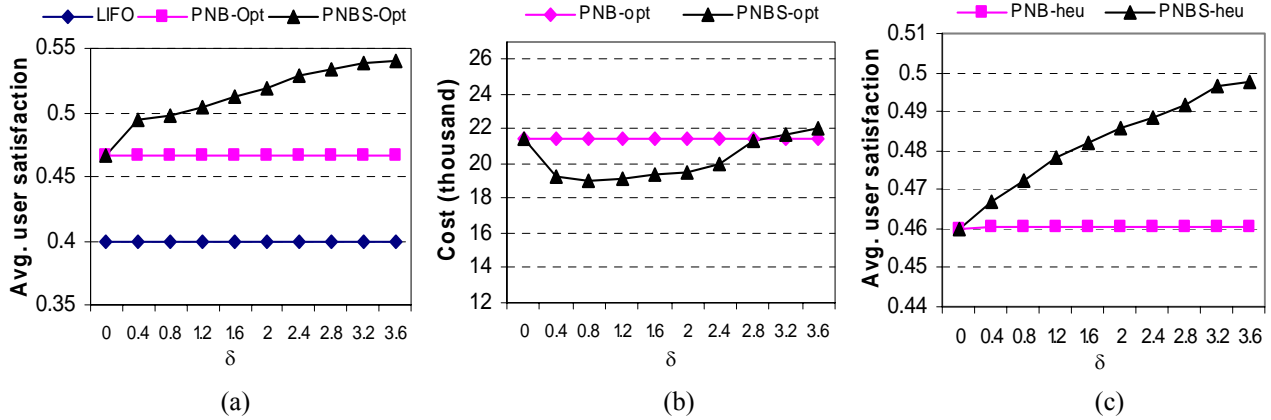 LIFO PNB-Opt PNBS-Opt
Avg. user satisfaction
0.55
0.5
0.45
0.4
0.35
0 0.4 0.8 1.2 1.6 2 2.4 2.8 3.2 3.6
δ
(a)
PNB-opt PNBS-opt
Cost (thousand)
26
24
22
20
18
16
14
12
0 0.4 0.8 1.2 1.6 2 2.4 2.8 3.2 3.6
δ
(b)
PNB-heu PNBS-heu
Avg. user satisfaction
0.51
0.5
0.49
0.48
0.47
0.46
0.45
0.44
0 0.4 0.8 1.2 1.6 2 2.4 2.8 3.2 3.6
δ
(c)